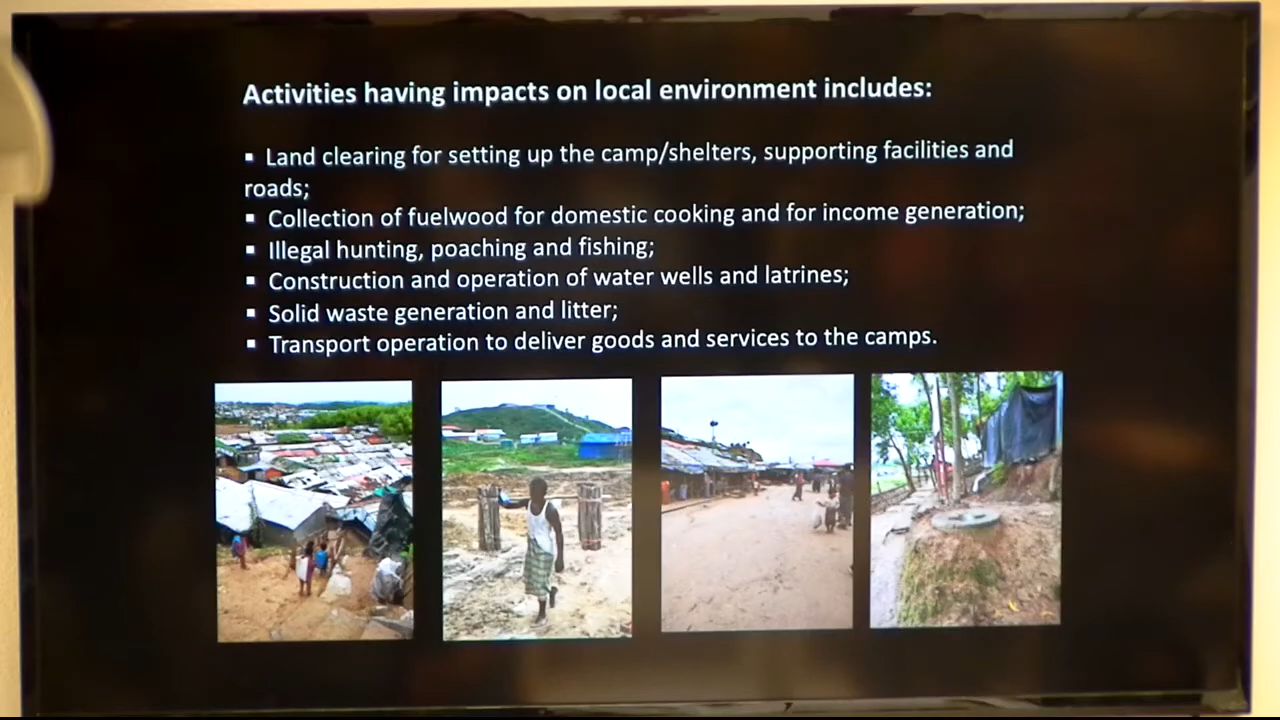 Activities having impacts on local environment includes:
▪ Land clearing for setting up the camp/shelters, supporting facilities and
roads;
▪ Collection of fuelwood for domestic cooking and for income generation;
▪ Illegal hunting, poaching and fishing;
▪ Construction and operation of water wells and latrines;
▪ Solid waste generation and litter;
▪ Transport operation to deliver goods and services to the camps.